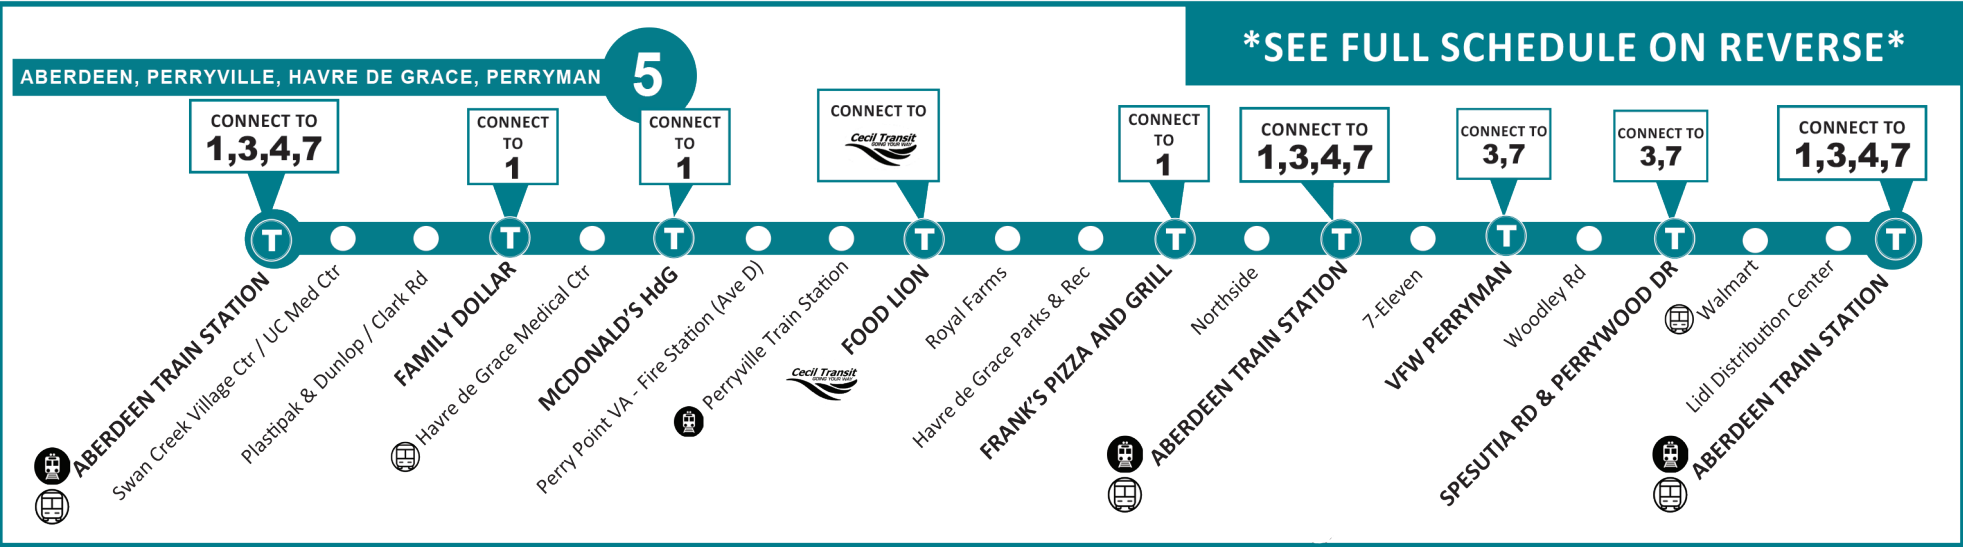 *SEE FULL SCHEDULE ON REVERSE*
ABERDEEN, PERRYVILLE, HAVRE DE GRACE, PERRYMAN
5
CONNECT TO
1,3,4,7
CONNECT
TO
1
CONNECT
TO
1
CONNECT TO
Cecil Transit
GOING YOUR WAY
CONNECT
TO
1
CONNECT TO
1,3,4,7
CONNECT TO
3,7
CONNECT TO
3,7
CONNECT TO
1,3,4,7
T
T
T
T
T
T
T
T
T
ABERDEEN TRAIN STATION
Swan Creek Village Ctr / UC Med Ctr
Plastipak & Dunlop / Clark Rd
FAMILY DOLLAR
Havre de Grace Medical Ctr
MCDONALD'S HdG
Perry Point VA - Fire Station (Ave D)
Perryville Train Station
Cecil Transit
GOING YOUR WAY
FOOD LION
Royal Farms
Havre de Grace Parks & Rec
FRANK'S PIZZA AND GRILL
Northside
ABERDEEN TRAIN STATION
7-Eleven
VFW PERRYMAN
Woodley Rd
SPESUTIA RD & PERRYWOOD DR
Walmart
Lidl Distribution Center
ABERDEEN TRAIN STATION